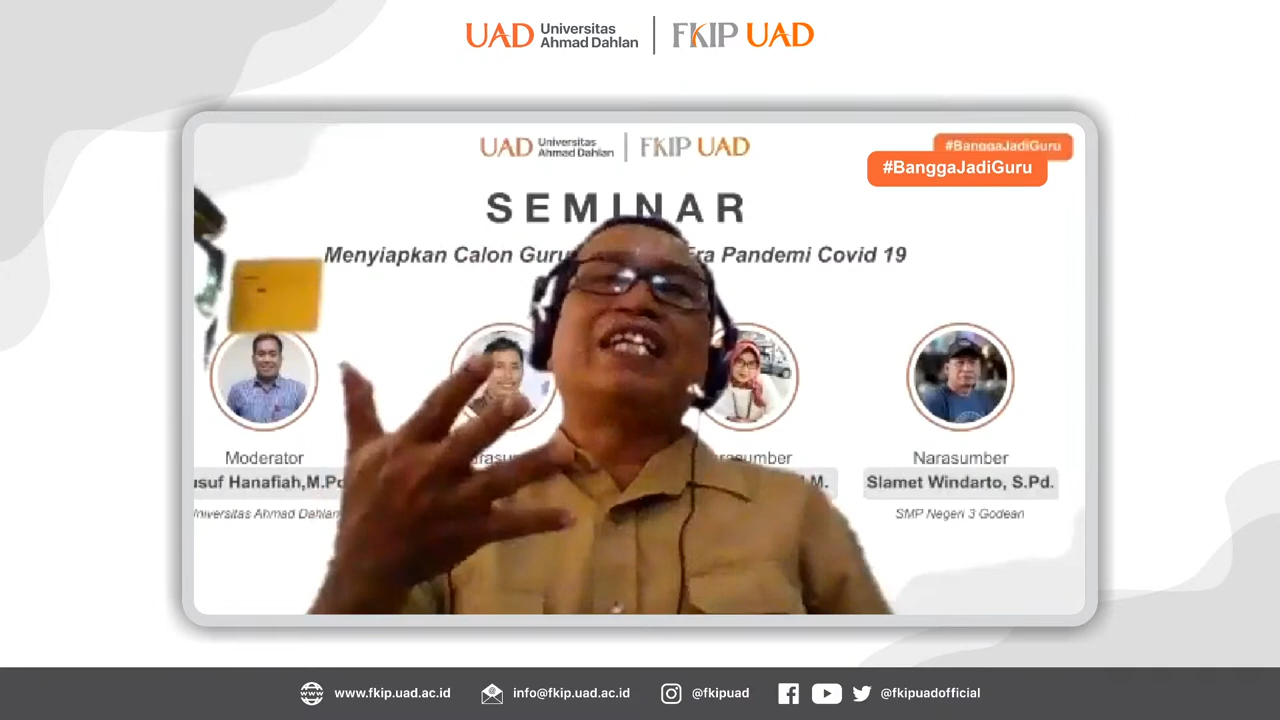 UAD Universitas Ahmad Dahlan FKIP UAD
UAD Universitas Ahmad Dahlan FKIP UAD
#BanggaJadiGuru
#BanggaJadiGuru
SEMINAR
Menyiapkan Calon Guru Era Pandemi Covid 19
Moderator
Narasumber
Hanafiah,M.Pd
M.
Slamet Windarto, S.Pd.
Universitas Ahmad Dahlan
SMP Negeri 3 Godean
www.fkip.uad.ac.id
info@fkip.uad.ac.id
@fkipuad
@fkipuadofficial